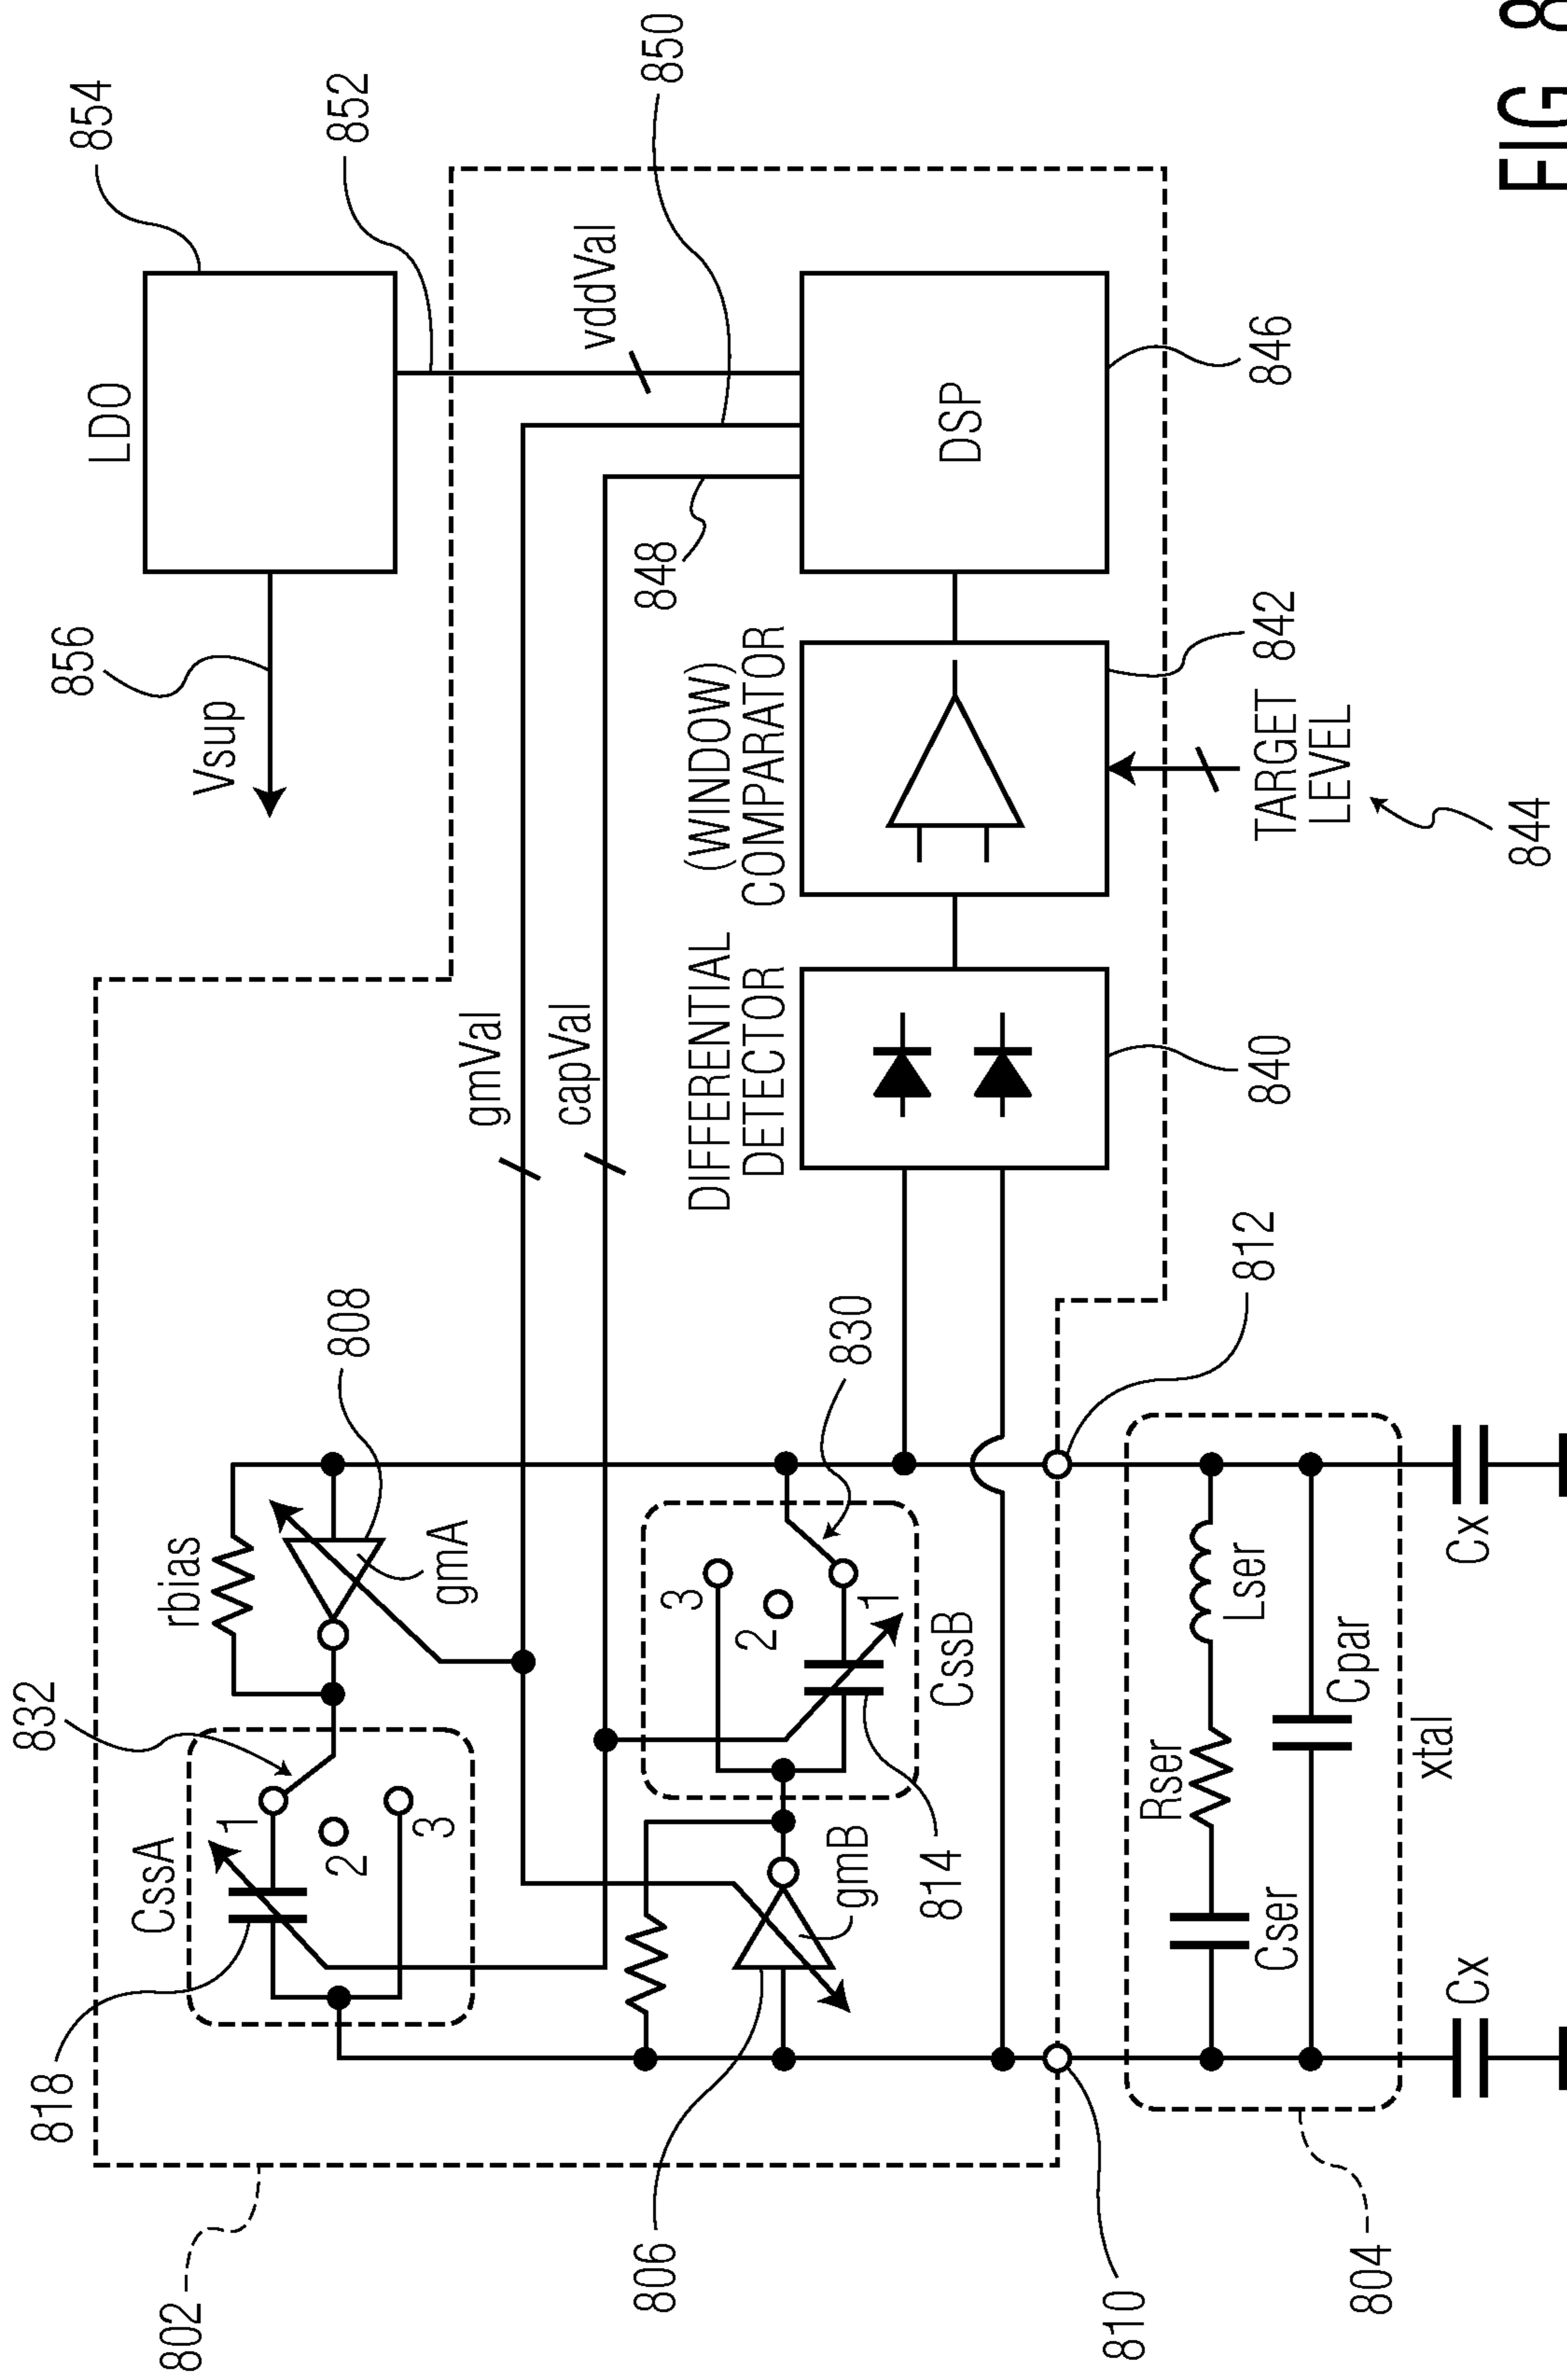 854
LDO
852
856
Vsup
850
vddVal
848
DSP
846
(WINDOW)
COMPARATOR
842
TARGET
LEVEL
844
gmVal
capVal
DIFFERENTIAL
DETECTOR
840
832
rbias
808
gmA
CssA
1
2
3
818
830
3
2
1
CssB
814
gmB
806
812
810
802
Rser
Lser
Cser
Cpar
xtal
804
Cx
Cx
FIG. 8